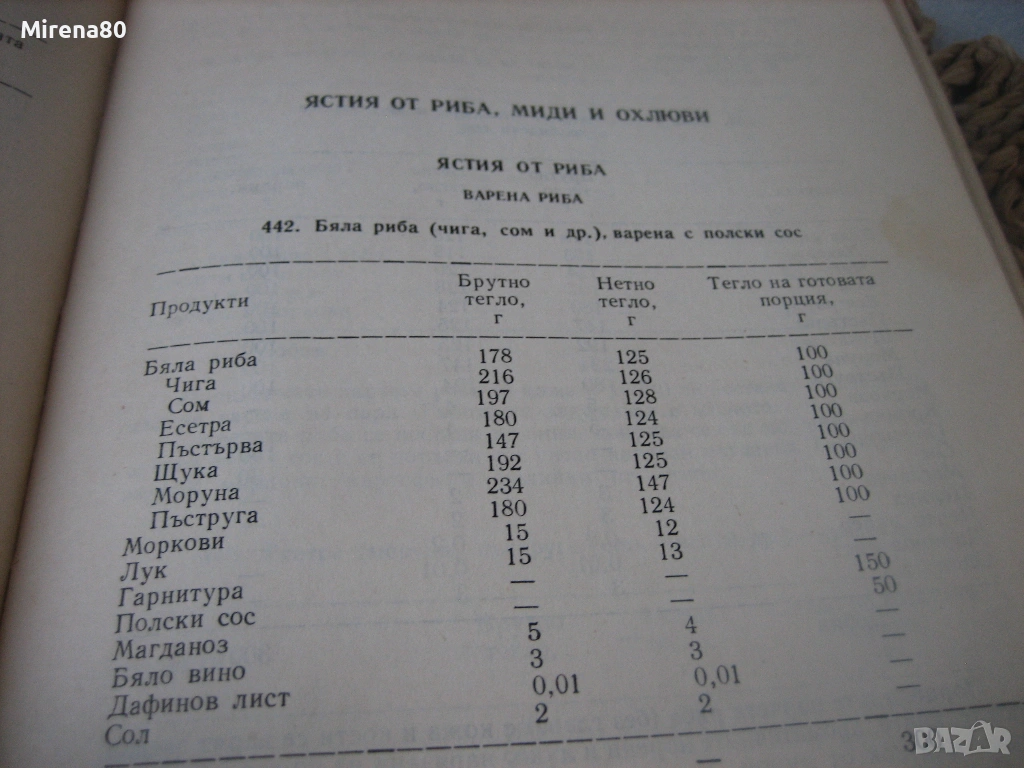 Mirena80
ата
ЯСТИЯ ОТ РИБА, МИДИ И ОХЛЮВИ
ЯСТИЯ ОТ РИБА
ВАРЕНА РИБА
442. Бяла риба (чига, сом и др.), варена с полски сос
Продукти Брутно тегло, г Нетно тегло, г Тегло на готовата порция, г
Бяла риба 178 125 100
Чига 216 126 100
Сом 197 128 100
Есетра 180 124 100
Пъстърва 147 125 100
Щука 192 125 100
Моруна 234 147 100
Пъструга 180 124 100
Моркови 15 12 —
Лук 15 13 —
Гарнитура — — 150
Полски сос — — 50
Магданоз 5 4 —
Бяло вино 3 3 —
Дафинов лист 0,01 0,01 —
Сол 2 2 —
BAZAR